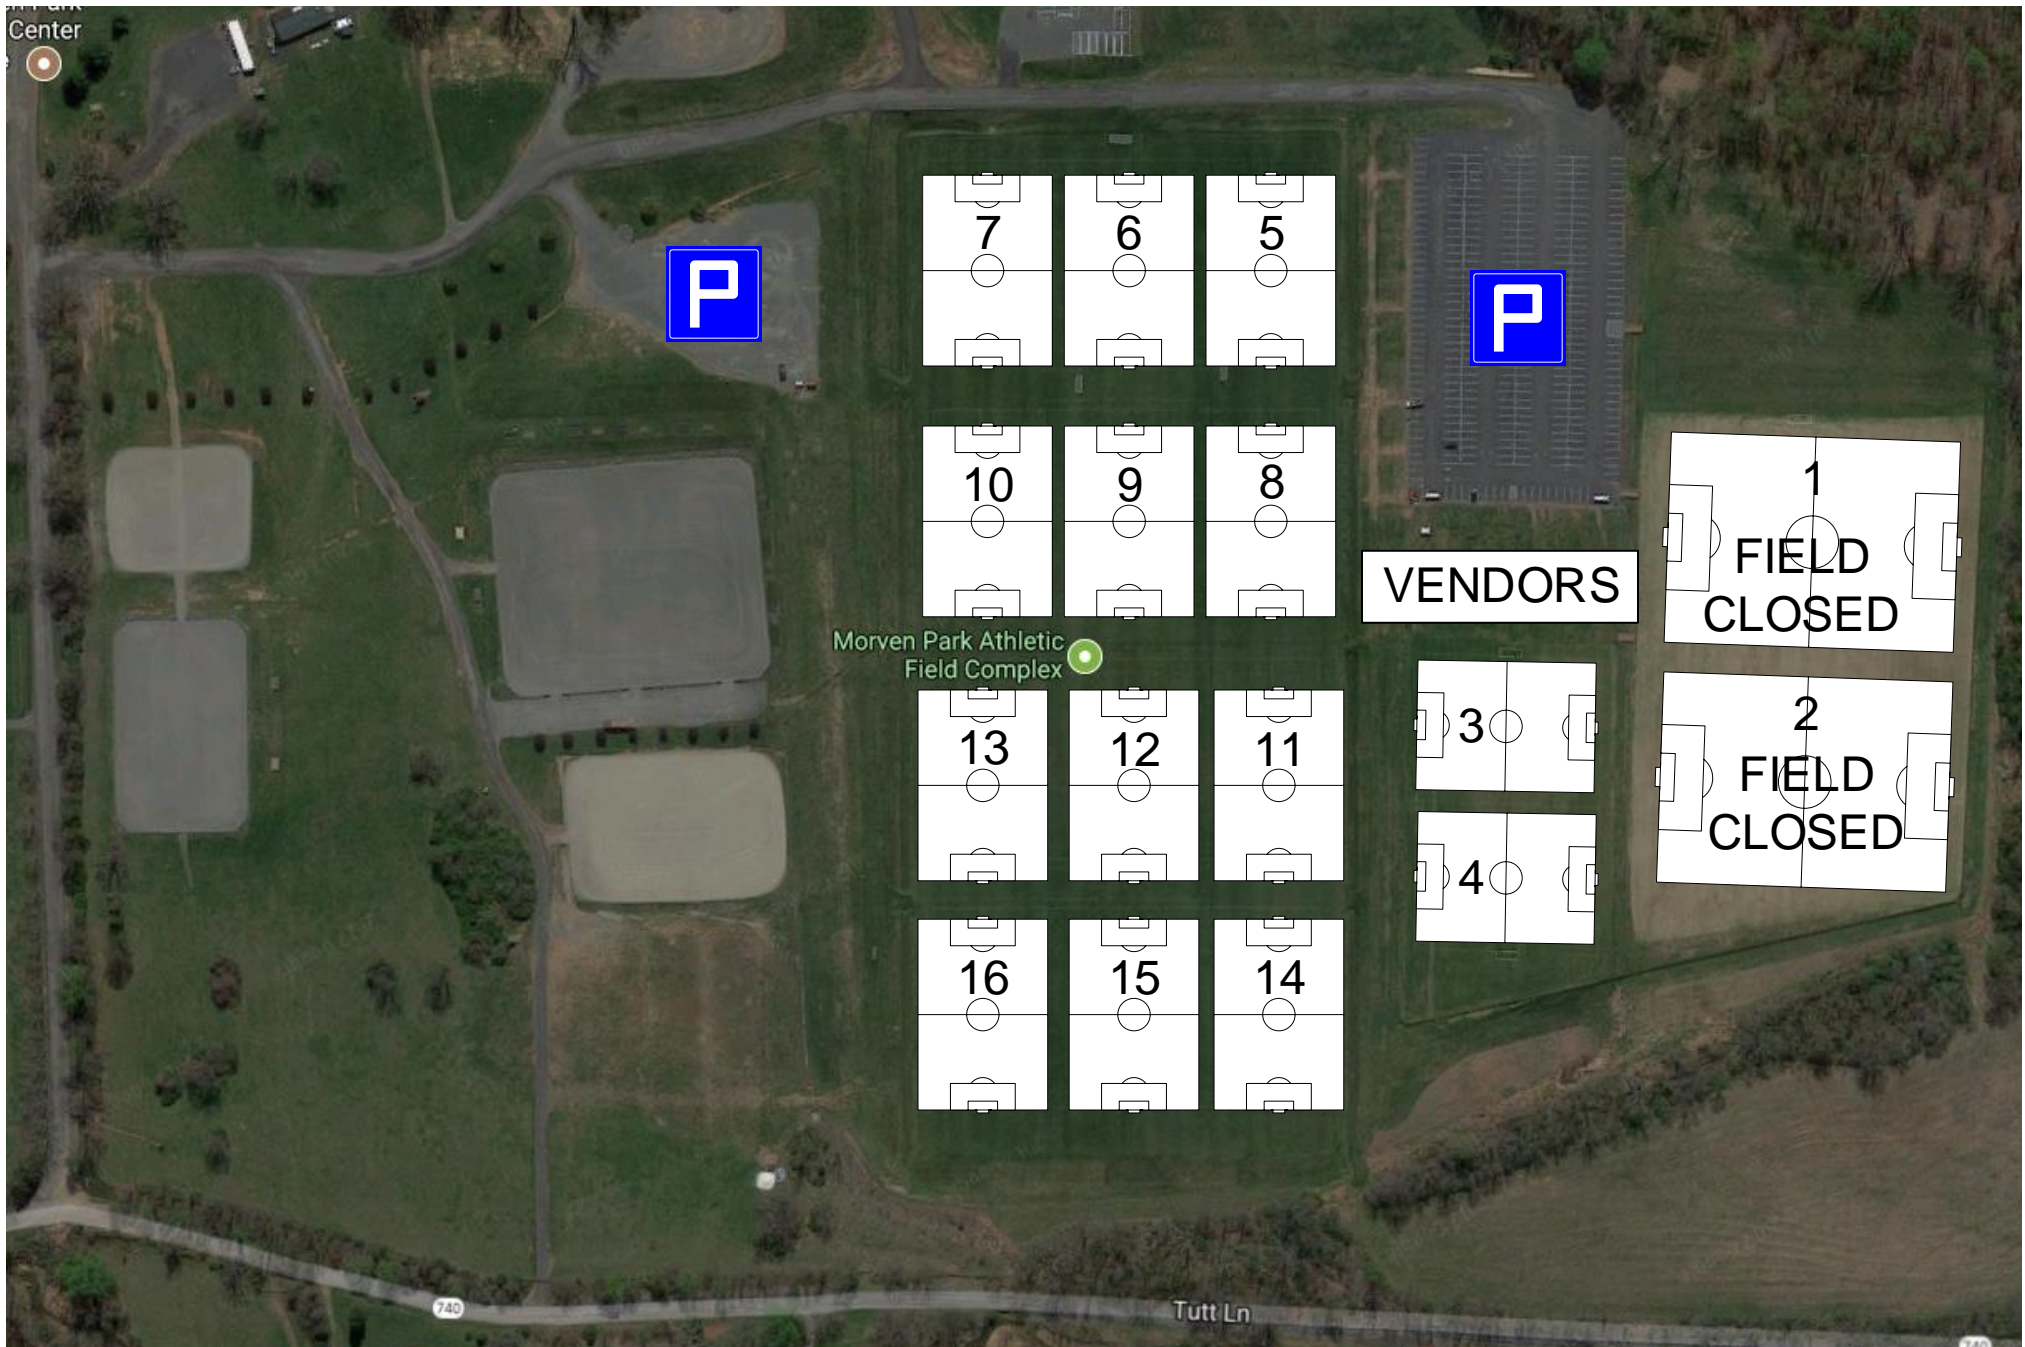 Center
7
6
5
P
P
10
9
8
1
FIELD
CLOSED
VENDORS
Morven Park Athletic
Field Complex
13
12
11
3
2
FIELD
CLOSED
4
16
15
14
740
Tutt Ln